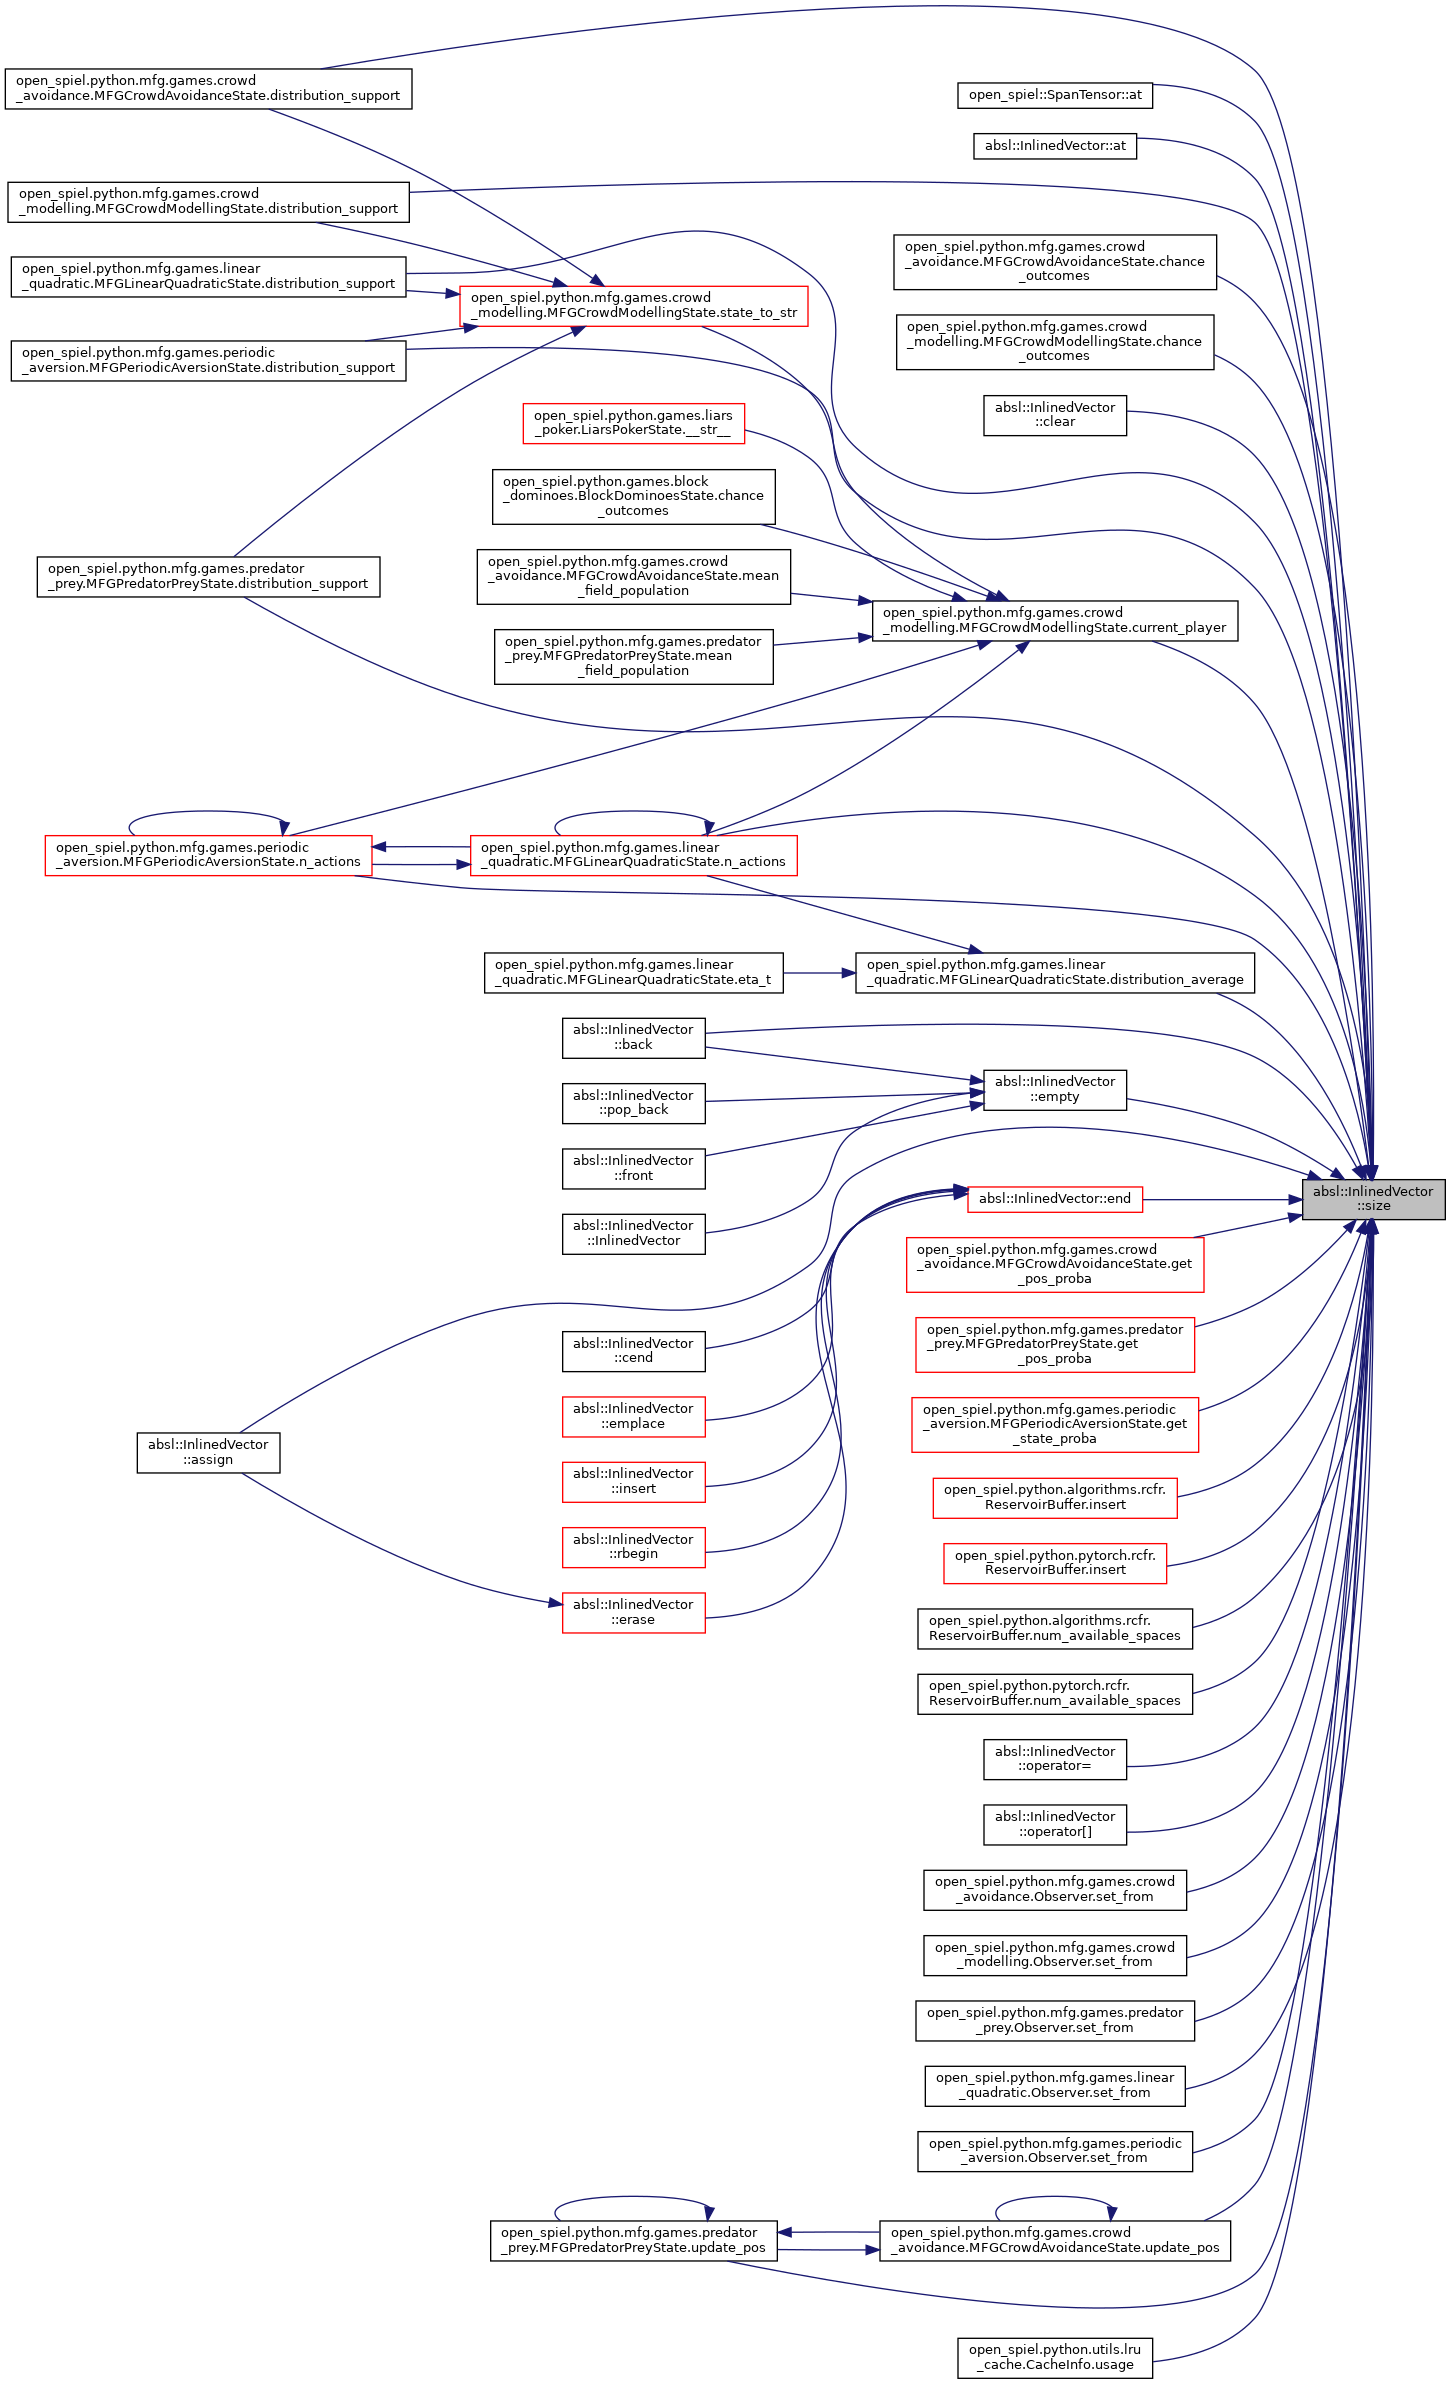 open_spiel.python.mfg.games.crowd
_avoidance.MFGCrowdAvoidanceState.distribution_support
open_spiel::SpanTensor::at
absl::InlinedVector::at
open_spiel.python.mfg.games.crowd
_modelling.MFGCrowdModellingState.distribution_support
open_spiel.python.mfg.games.crowd
_avoidance.MFGCrowdAvoidanceState.chance
_outcomes
open_spiel.python.mfg.games.linear
_quadratic.MFGLinearQuadraticState.distribution_support
open_spiel.python.mfg.games.crowd
_modelling.MFGCrowdModellingState.state_to_str
open_spiel.python.mfg.games.crowd
_modelling.MFGCrowdModellingState.chance
_outcomes
open_spiel.python.mfg.games.periodic
_aversion.MFGPeriodicAversionState.distribution_support
absl::InlinedVector
::clear
open_spiel.python.games.liars
_poker.LiarsPokerState.__str__
open_spiel.python.games.block
_dominoes.BlockDominoesState.chance
_outcomes
open_spiel.python.mfg.games.predator
_prey.MFGPredatorPreyState.distribution_support
open_spiel.python.mfg.games.crowd
_avoidance.MFGCrowdAvoidanceState.mean
_field_population
open_spiel.python.mfg.games.crowd
_modelling.MFGCrowdModellingState.current_player
open_spiel.python.mfg.games.predator
_prey.MFGPredatorPreyState.mean
_field_population
open_spiel.python.mfg.games.periodic
_aversion.MFGPeriodicAversionState.n_actions
open_spiel.python.mfg.games.linear
_quadratic.MFGLinearQuadraticState.n_actions
open_spiel.python.mfg.games.linear
_quadratic.MFGLinearQuadraticState.eta_t
open_spiel.python.mfg.games.linear
_quadratic.MFGLinearQuadraticState.distribution_average
absl::InlinedVector
::back
absl::InlinedVector
::empty
absl::InlinedVector
::pop_back
absl::InlinedVector
::front
absl::InlinedVector::end
absl::InlinedVector
::size
absl::InlinedVector
::InlinedVector
open_spiel.python.mfg.games.crowd
_avoidance.MFGCrowdAvoidanceState.get
_pos_proba
absl::InlinedVector
::cend
open_spiel.python.mfg.games.predator
_prey.MFGPredatorPreyState.get
_pos_proba
absl::InlinedVector
::emplace
open_spiel.python.mfg.games.periodic
_aversion.MFGPeriodicAversionState.get
_state_proba
absl::InlinedVector
::assign
absl::InlinedVector
::insert
open_spiel.python.algorithms.rcfr.
ReservoirBuffer.insert
absl::InlinedVector
::rbegin
open_spiel.python.pytorch.rcfr.
ReservoirBuffer.insert
absl::InlinedVector
::erase
open_spiel.python.algorithms.rcfr.
ReservoirBuffer.num_available_spaces
open_spiel.python.pytorch.rcfr.
ReservoirBuffer.num_available_spaces
absl::InlinedVector
::operator=
absl::InlinedVector
::operator[]
open_spiel.python.mfg.games.crowd
_avoidance.Observer.set_from
open_spiel.python.mfg.games.crowd
_modelling.Observer.set_from
open_spiel.python.mfg.games.predator
_prey.Observer.set_from
open_spiel.python.mfg.games.linear
_quadratic.Observer.set_from
open_spiel.python.mfg.games.periodic
_aversion.Observer.set_from
open_spiel.python.mfg.games.predator
_prey.MFGPredatorPreyState.update_pos
open_spiel.python.mfg.games.crowd
_avoidance.MFGCrowdAvoidanceState.update_pos
open_spiel.python.utils.lru
_cache.CacheInfo.usage